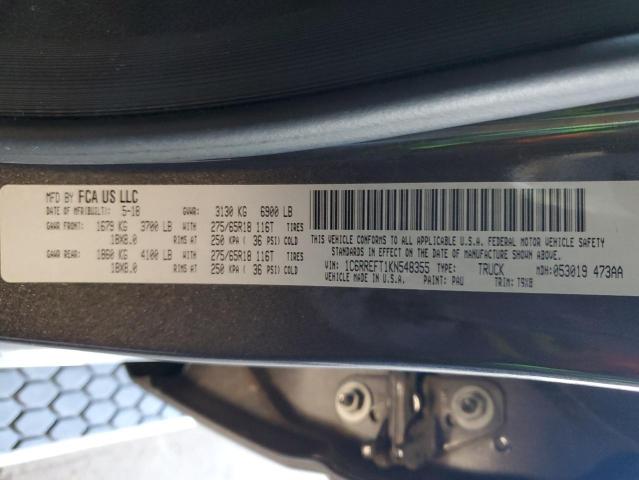 MFD BY FCA US LLC
DATE OF MFR(BUILT): 5-18 GVWR: 3130 KG 6900 LB
GAWR FRONT: 1679 KG 3700 LB WITH 275/65R18 116T
18X8.0 RIMS AT 250 KPA ( 36 PSI) COLD
GAWR REAR: 1860 KG 4100 LB WITH 275/65R18 116T
18X8.0 RIMS AT 250 KPA ( 36 PSI) COLD
THIS VEHICLE CONFORMS TO ALL APPLICABLE U.S.A. FEDERAL MOTOR VEHICLE SAFETY
STANDARDS IN EFFECT ON THE DATE OF MANUFACTURE SHOWN ABOVE.
VIN: 1C6RREFT1KN548355 TYPE: TRUCK MDH: 053019 473AA
VEHICLE MADE IN U.S.A. PAINT: PAU TRIM: T9X8